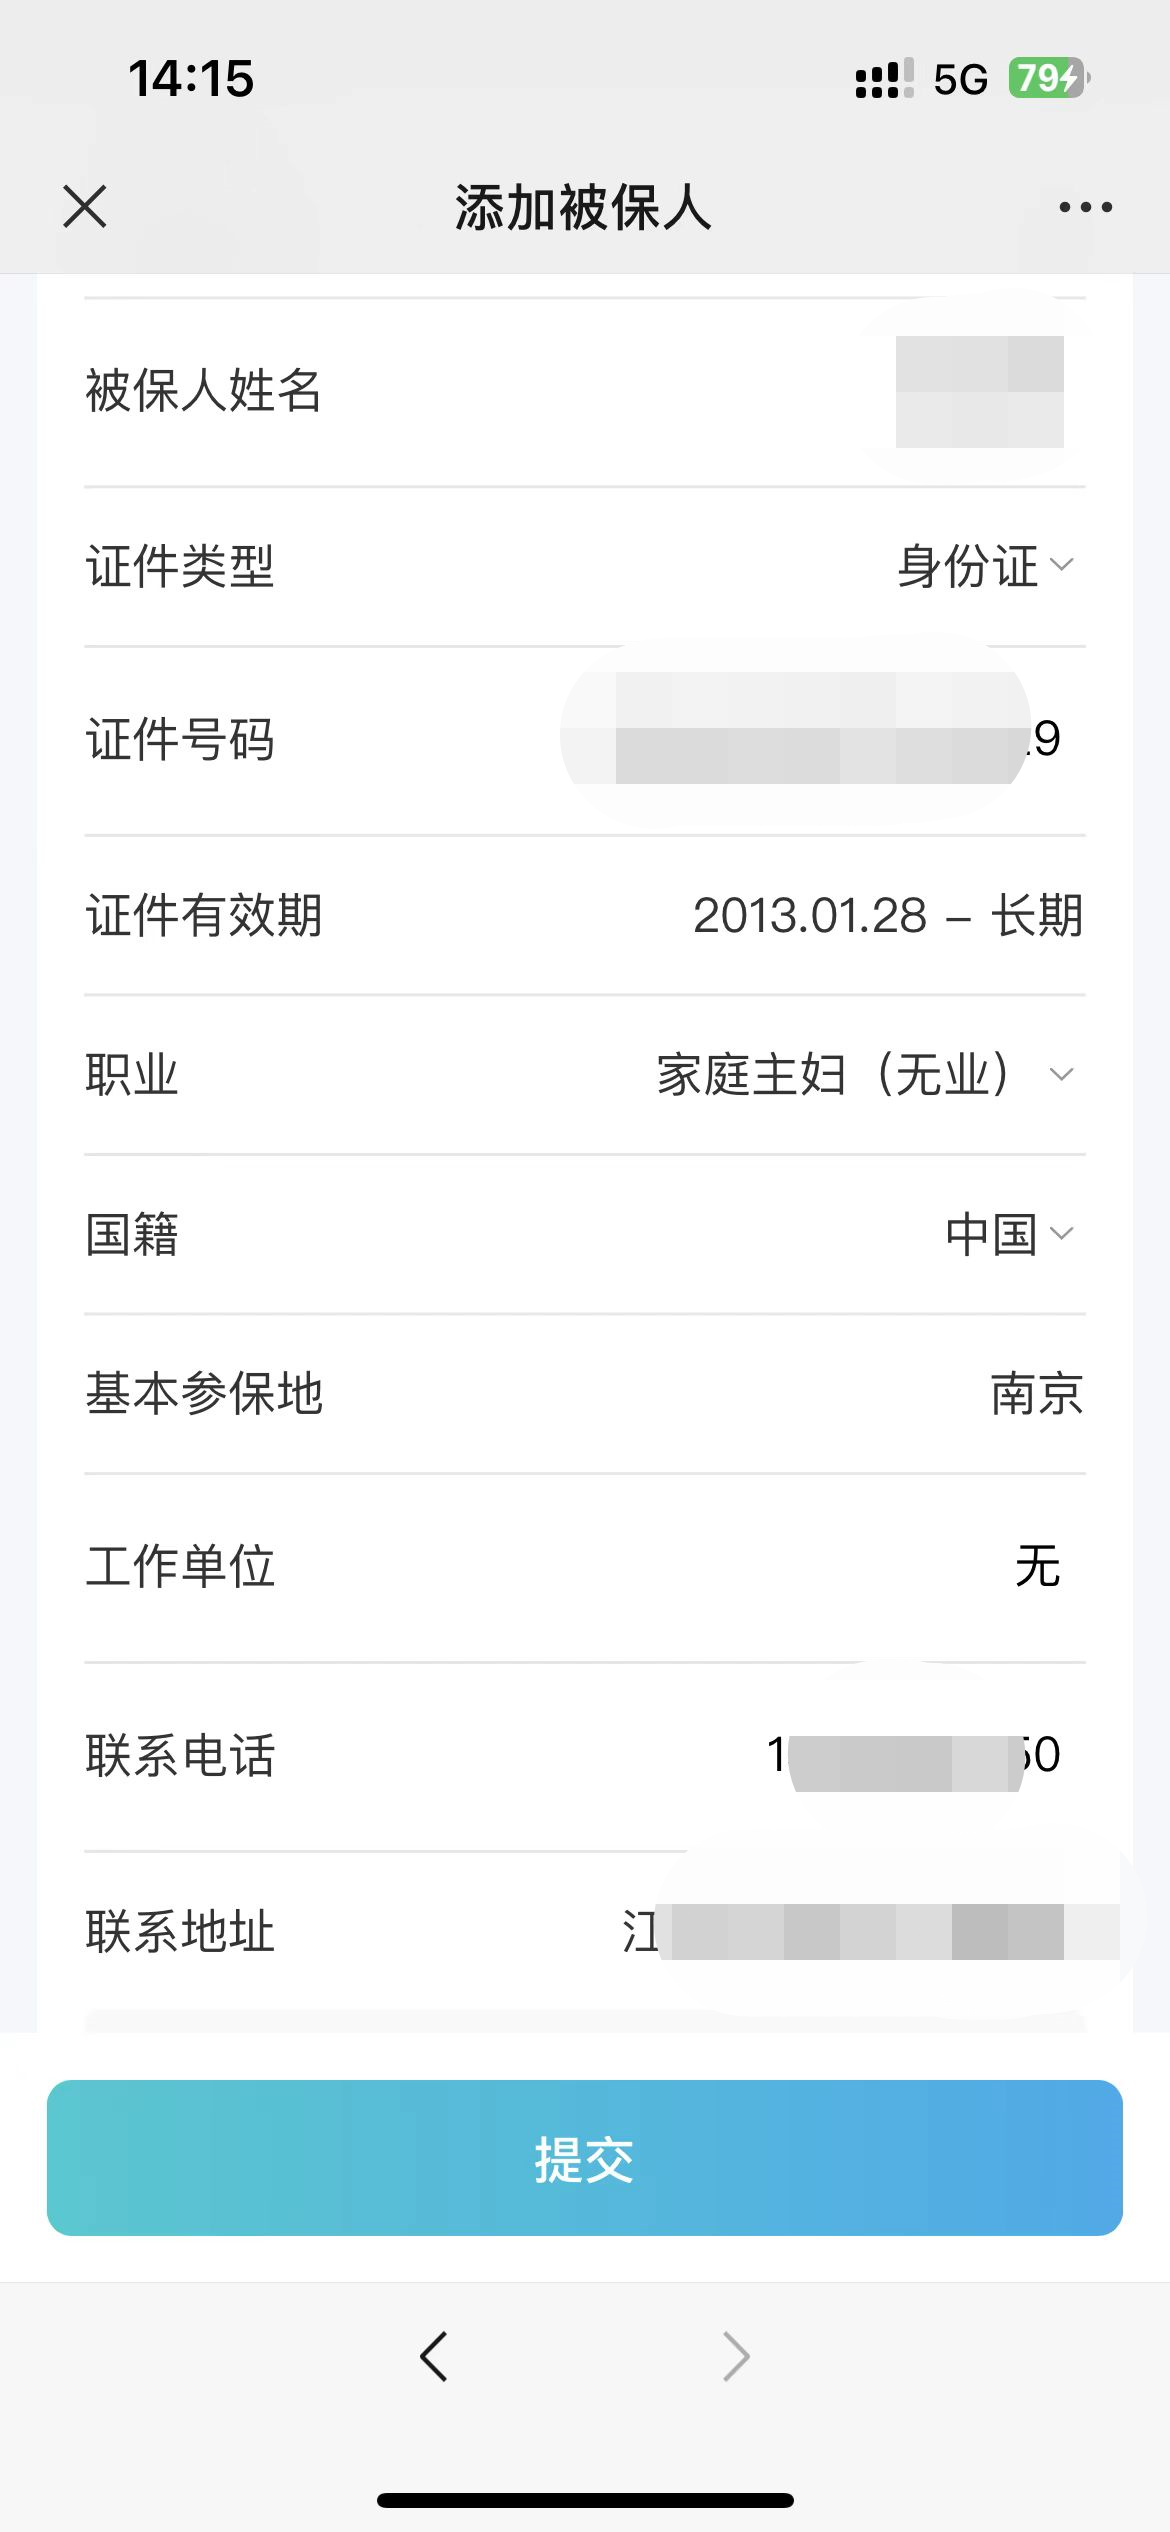 14:15
5G 79
添加被保人
被保人姓名
证件类型 身份证
证件号码 9
证件有效期 2013.01.28 – 长期
职业 家庭主妇（无业）
国籍 中国
基本参保地 南京
工作单位 无
联系电话 1 50
联系地址 江
提交